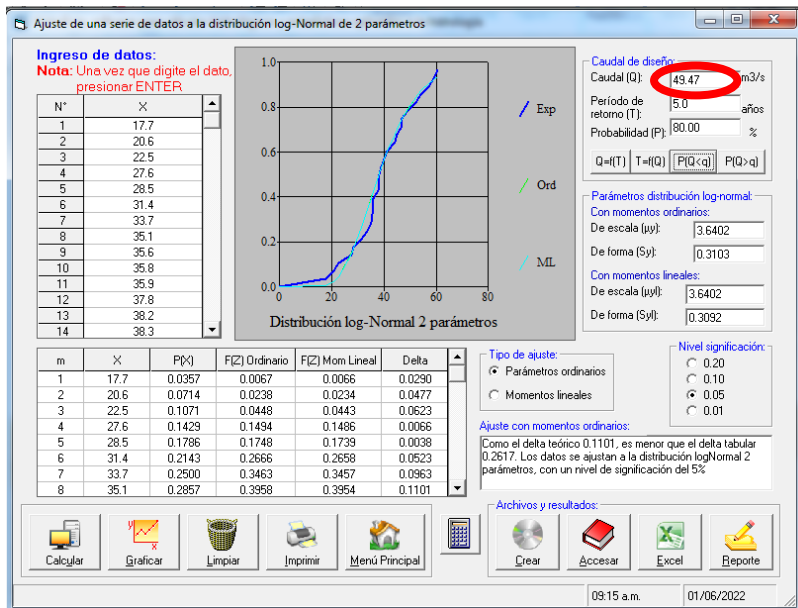 Ajuste de una serie de datos a la distribución log-Normal de 2 parámetros
Ingreso de datos:
Nota: Una vez que digite el dato,
presionar ENTER
N° X
1 17.7
2 20.6
3 22.5
4 27.6
5 28.5
6 31.4
7 33.7
8 35.1
9 35.6
10 35.8
11 35.9
12 37.8
13 38.2
14 38.3
1.0
0.8
0.6
0.4
0.2
0.0
0 20 40 60 80
Distribución log-Normal 2 parámetros
Exp
Ord
ML
Caudal de diseño:
Caudal (Q): 49.47 m3/s
Período de
retorno (T): 5.0 años
Probabilidad (P): 80.00 %
Q=f(T) T=f(Q) P(Q<q) P(Q>q)
Parámetros distribución log-normal:
Con momentos ordinarios:
De escala (μy): 3.6402
De forma (Sy): 0.3103
Con momentos lineales:
De escala (μyl): 3.6402
De forma (Syl): 0.3092
m X P(X) F(Z) Ordinario F(Z) Mom Lineal Delta
1 17.7 0.0357 0.0067 0.0066 0.0290
2 20.6 0.0714 0.0238 0.0234 0.0477
3 22.5 0.1071 0.0448 0.0443 0.0623
4 27.6 0.1429 0.1494 0.1486 0.0066
5 28.5 0.1786 0.1748 0.1739 0.0038
6 31.4 0.2143 0.2666 0.2658 0.0523
7 33.7 0.2500 0.3463 0.3457 0.0963
8 35.1 0.2857 0.3958 0.3954 0.1101
Tipo de ajuste:
Parámetros ordinarios
Momentos lineales
Nivel significación:
0.20
0.10
0.05
0.01
Ajuste con momentos ordinarios:
Como el delta teórico 0.1101, es menor que el delta tabular
0.2617. Los datos se ajustan a la distribución logNormal 2
parámetros, con un nivel de significación del 5%
Calcular Graficar Limpiar Imprimir Menú Principal
Archivos y resultados:
Crear Accesar Excel Reporte
09:15 a.m. 01/06/2022